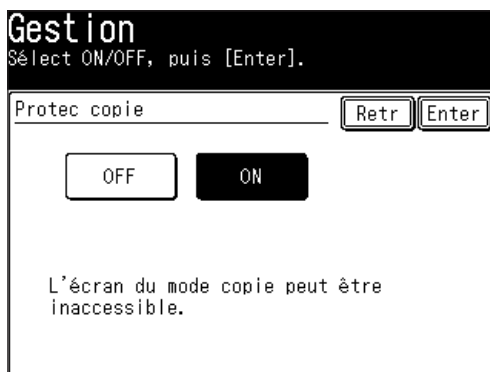 Gestion
Sélect ON/OFF, puis [Enter].
Protec copie Retr Enter
OFF ON
L'écran du mode copie peut être
inaccessible.